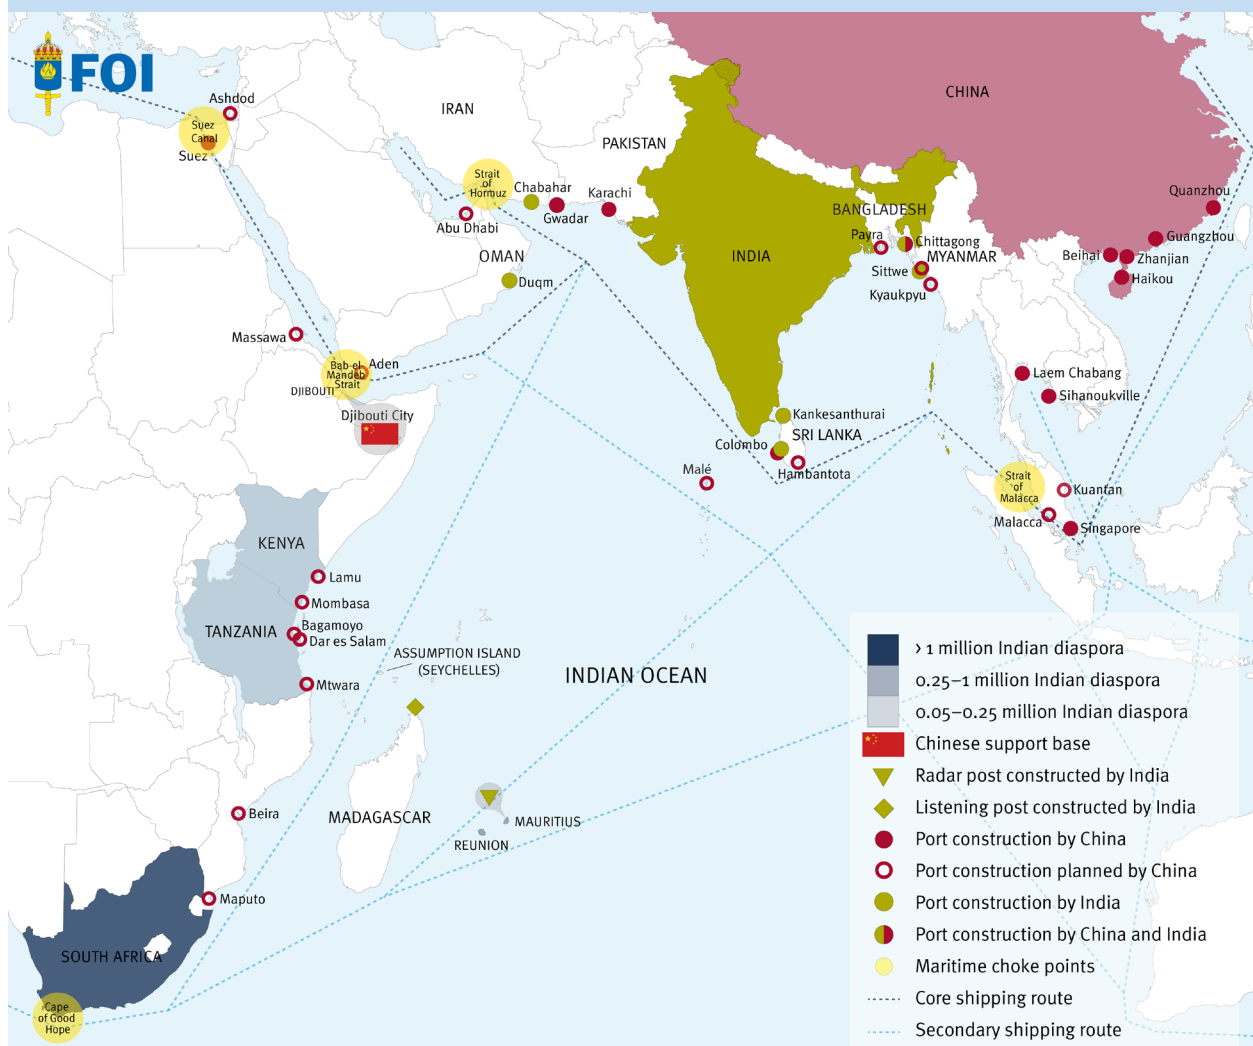 FOI
Ashdod
Suez
Canal
Suez
IRAN
PAKISTAN
CHINA
Strait
of
Hormuz
Chabahar
Gwadar
Karachi
Abu Dhabi
OMAN
Duqm
INDIA
BANGLADESH
Payra
Chittagong
MYANMAR
Sittwe
Kyaukpyu
Quanzhou
Guangzhou
Beihai
Zhanjian
Haikou
Massawa
Bab-el
Mandeb
Strait
Aden
DJIBOUTI
Djibouti City
Laem Chabang
Sihanoukville
Kankesanthurai
SRI LANKA
Colombo
Hambantota
Malé
Strait
of
Malacca
Kuantan
Malacca
Singapore
KENYA
Lamu
Mombasa
TANZANIA
Bagamoyo
Dar es Salam
Mtwara
ASSUMPTION ISLAND
(SEYCHELLES)
INDIAN OCEAN
MADAGASCAR
MAURITIUS
REUNION
Beira
Maputo
SOUTH AFRICA
Cape
of Good
Hope
> 1 million Indian diaspora
0.25–1 million Indian diaspora
0.05–0.25 million Indian diaspora
Chinese support base
Radar post constructed by India
Listening post constructed by India
Port construction by China
Port construction planned by China
Port construction by India
Port construction by China and India
Maritime choke points
Core shipping route
Secondary shipping route